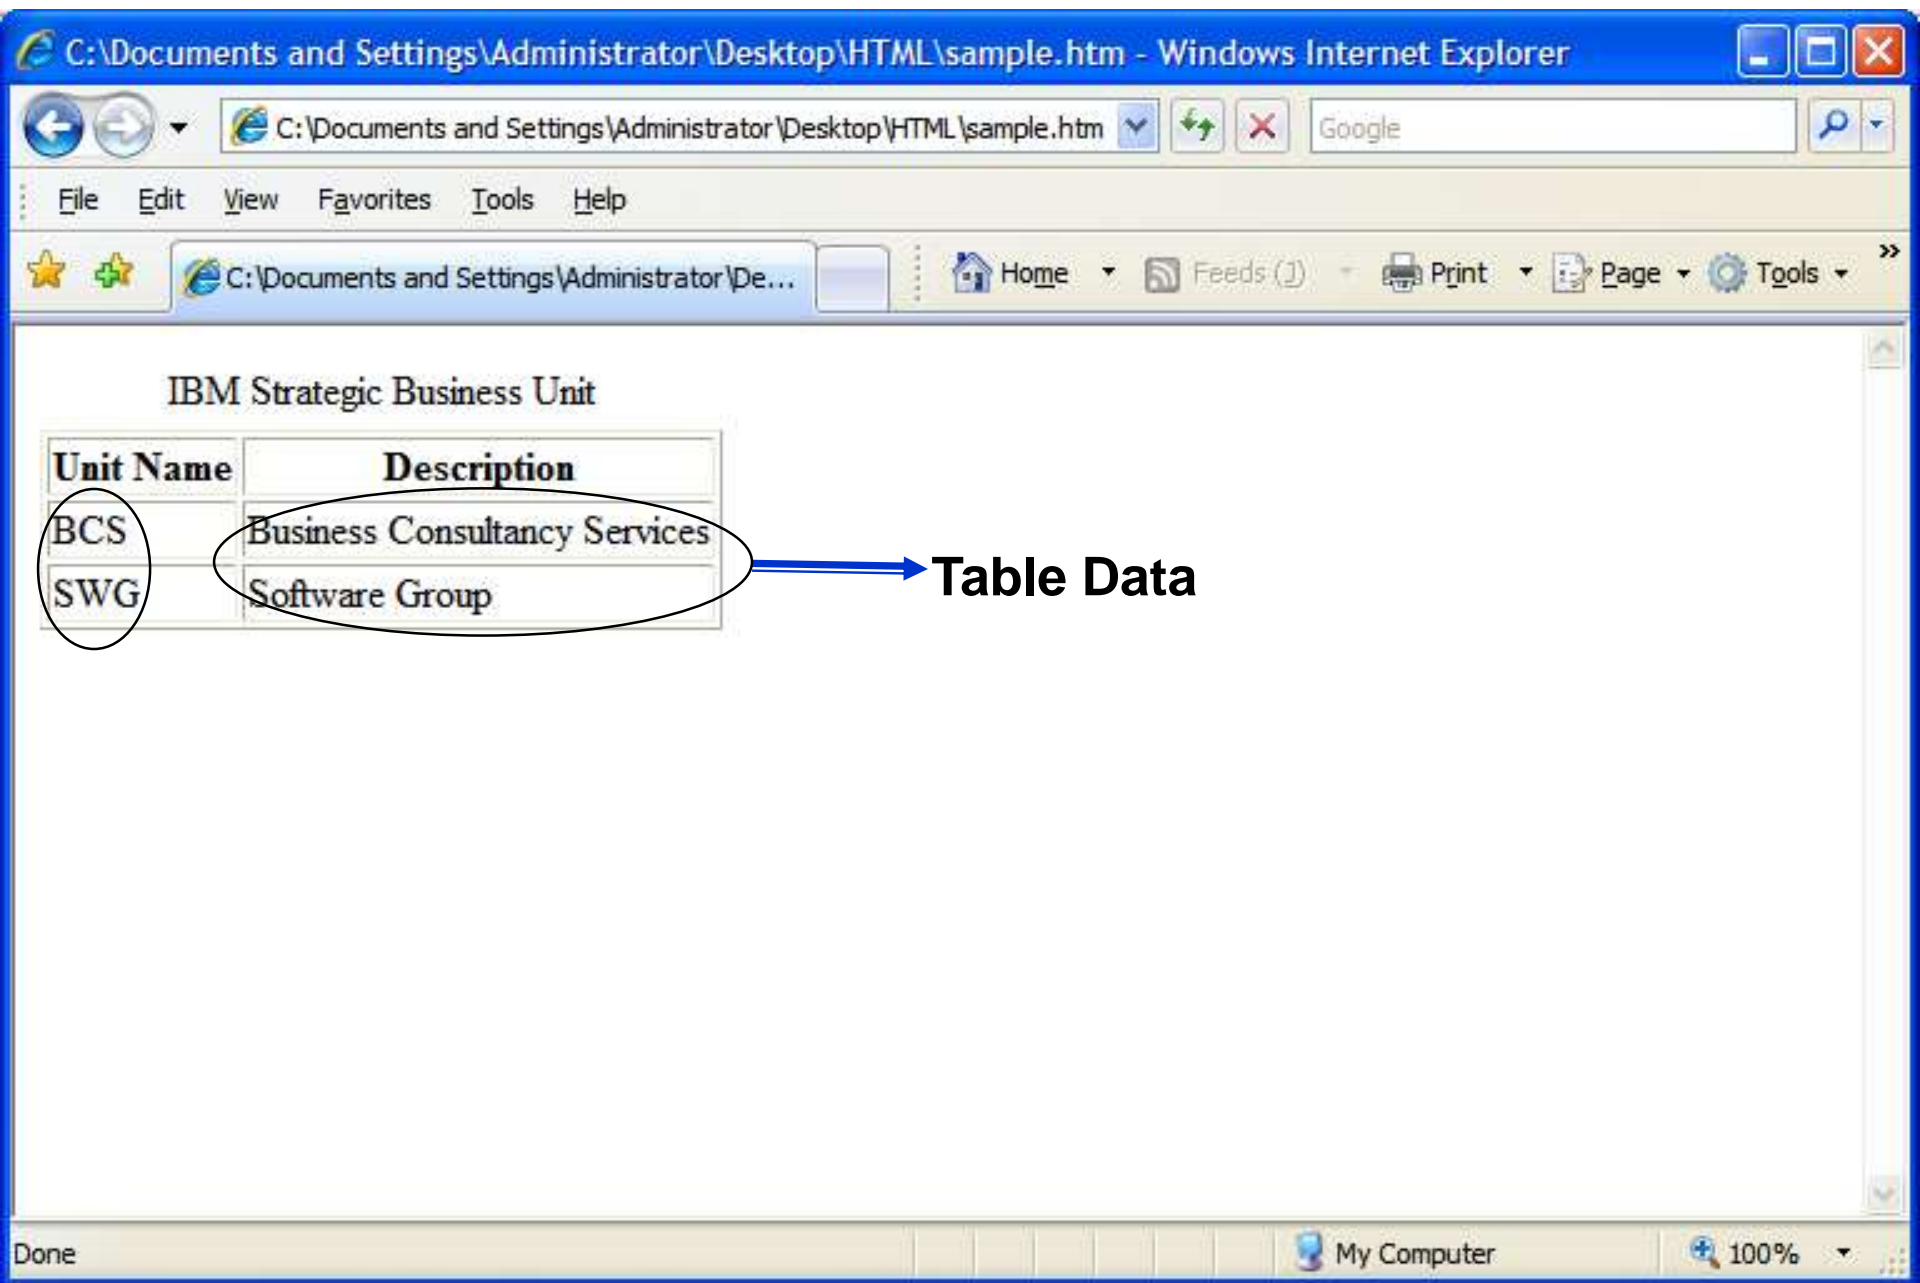 C:\Documents and Settings\Administrator\Desktop\HTML\sample.htm - Windows Internet Explorer
C:\Documents and Settings\Administrator\Desktop\HTML\sample.htm Google
File Edit View Favorites Tools Help
C:\Documents and Settings\Administrator\De... Home Feeds (J) Print Page Tools »
IBM Strategic Business Unit
Unit Name Description
BCS Business Consultancy Services
SWG Software Group
Table Data
Done My Computer 100%